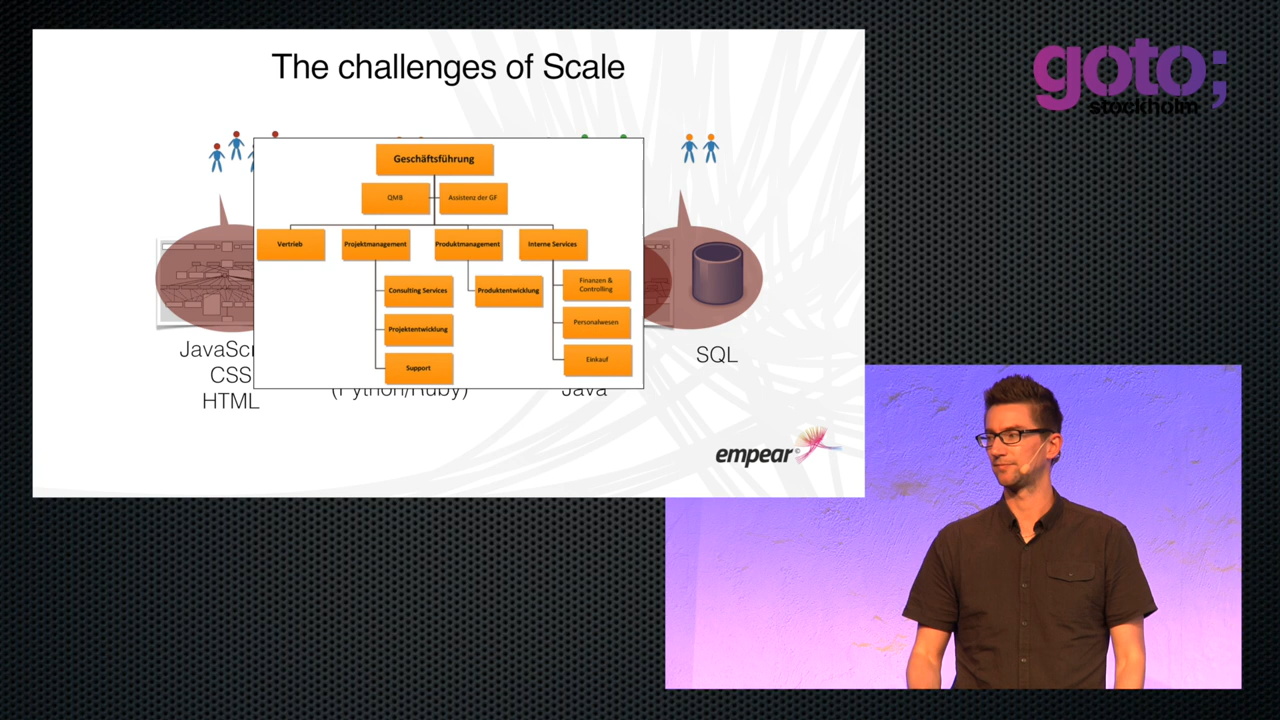 The challenges of Scale
Geschäftsführung
QMB
Assistenz der GF
Vertrieb
Projektmanagement
Produktmanagement
Interne Services
Consulting Services
Produktentwicklung
Finanzen &
Controlling
Projektentwicklung
Personalwesen
Support
Einkauf
JavaScr
CSS
HTML
(Python/Ruby)
Java
SQL
empear
goto;
stockholm